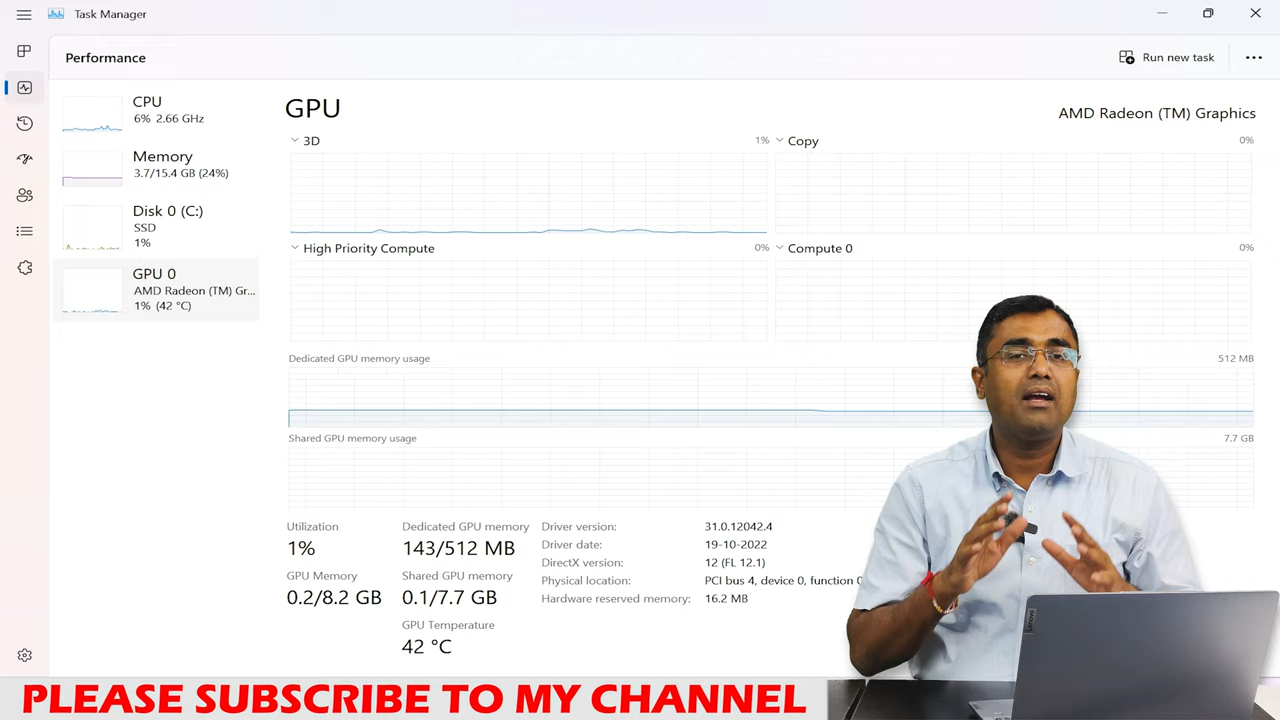 Task Manager
Performance
Run new task
CPU
6% 2.66 GHz
Memory
3.7/15.4 GB (24%)
Disk 0 (C:)
SSD
1%
GPU 0
AMD Radeon (TM) Gr...
1% (42 °C)
GPU
AMD Radeon (TM) Graphics
3D 1%
Copy 0%
High Priority Compute 0%
Compute 0 0%
Dedicated GPU memory usage 512 MB
Shared GPU memory usage 7.7 GB
Utilization
1%
Dedicated GPU memory
143/512 MB
GPU Memory
0.2/8.2 GB
Shared GPU memory
0.1/7.7 GB
GPU Temperature
42 °C
Driver version: 31.0.12042.4
Driver date: 19-10-2022
DirectX version: 12 (FL 12.1)
Physical location: PCI bus 4, device 0, function 0
Hardware reserved memory: 16.2 MB
Lenovo
PLEASE SUBSCRIBE TO MY CHANNEL